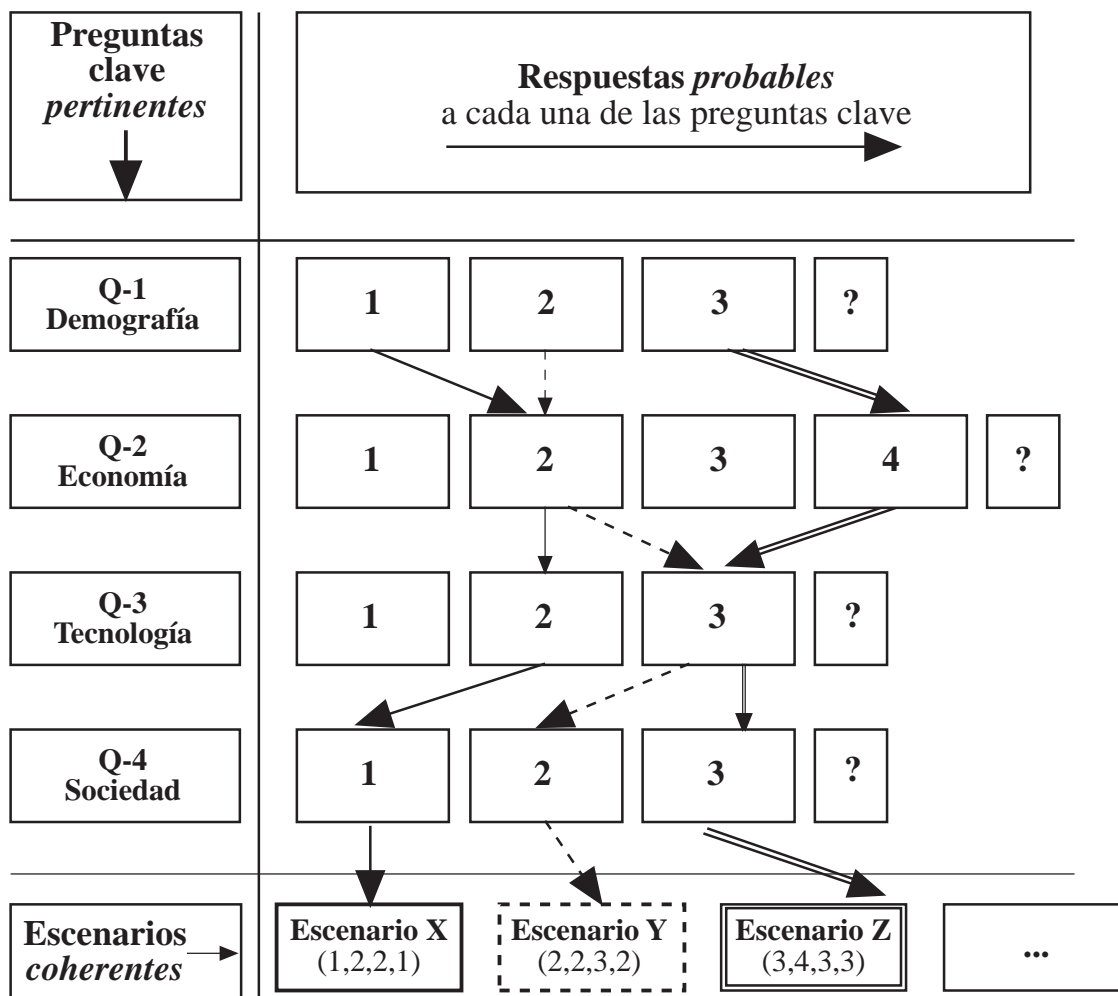 Preguntas
clave
pertinentes
Respuestas probables
a cada una de las preguntas clave
Q-1
Demografía
1
2
3
?
Q-2
Economía
1
2
3
4
?
Q-3
Tecnología
1
2
3
?
Q-4
Sociedad
1
2
3
?
Escenarios
coherentes
Escenario X
(1,2,2,1)
Escenario Y
(2,2,3,2)
Escenario Z
(3,4,3,3)
...